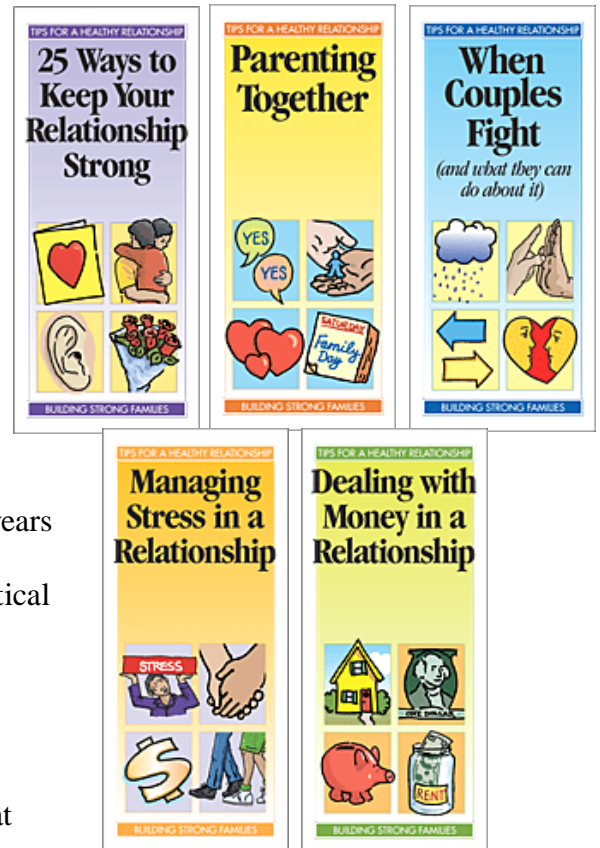 TIPS FOR A HEALTHY RELATIONSHIP
25 Ways to
Keep Your
Relationship
Strong
BUILDING STRONG FAMILIES
TIPS FOR A HEALTHY RELATIONSHIP
Parenting
Together
YES
YES
SATURDAY
Family
Day
BUILDING STRONG FAMILIES
TIPS FOR A HEALTHY RELATIONSHIP
When
Couples
Fight
(and what they can
do about it)
BUILDING STRONG FAMILIES
ears
tical
at
TIPS FOR A HEALTHY RELATIONSHIP
Managing
Stress in a
Relationship
STRESS
$
BUILDING STRONG FAMILIES
TIPS FOR A HEALTHY RELATIONSHIP
Dealing with
Money in a
Relationship
ONE DOLLAR
RENT
BUILDING STRONG FAMILIES